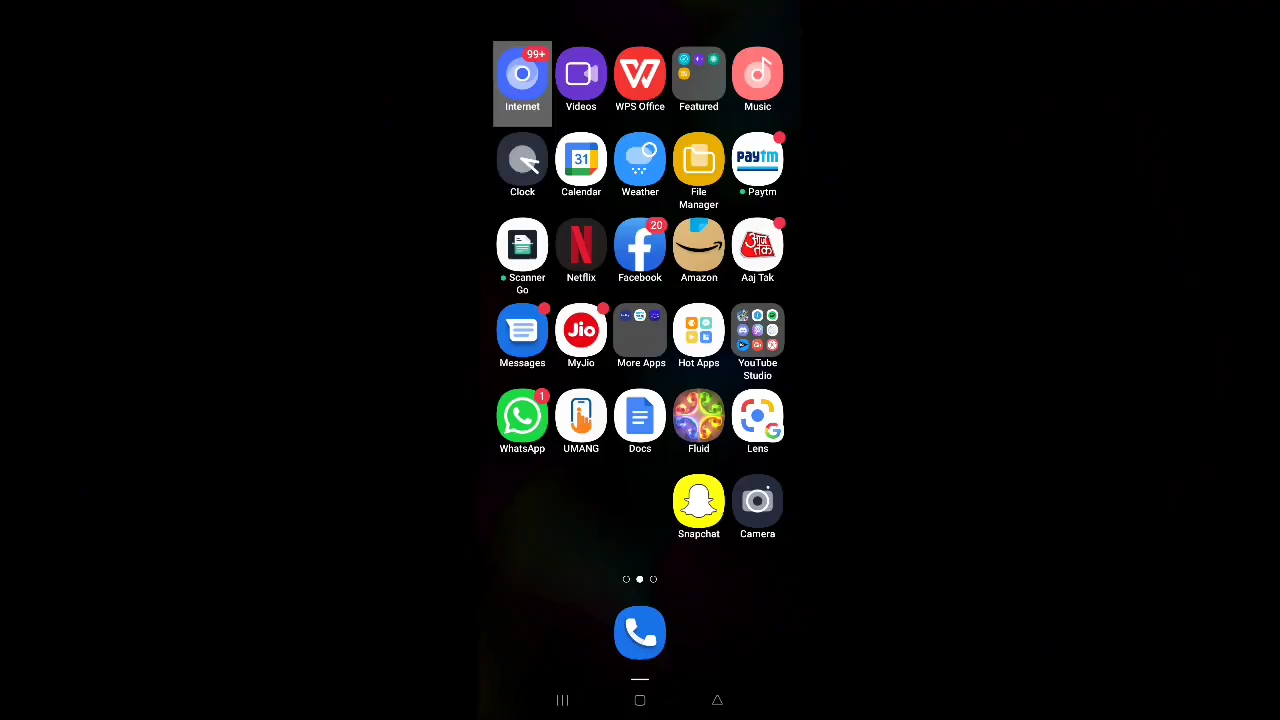 99+
Internet
Videos
WPS Office
Featured
Music
31
Paytm
Clock
Calendar
Weather
File
Manager
Paytm
20
आज
तक
Scanner
Go
Netflix
Facebook
Amazon
Aaj Tak
Jio
Messages
MyJio
More Apps
Hot Apps
YouTube
Studio
1
WhatsApp
UMANG
Docs
Fluid
Lens
Snapchat
Camera